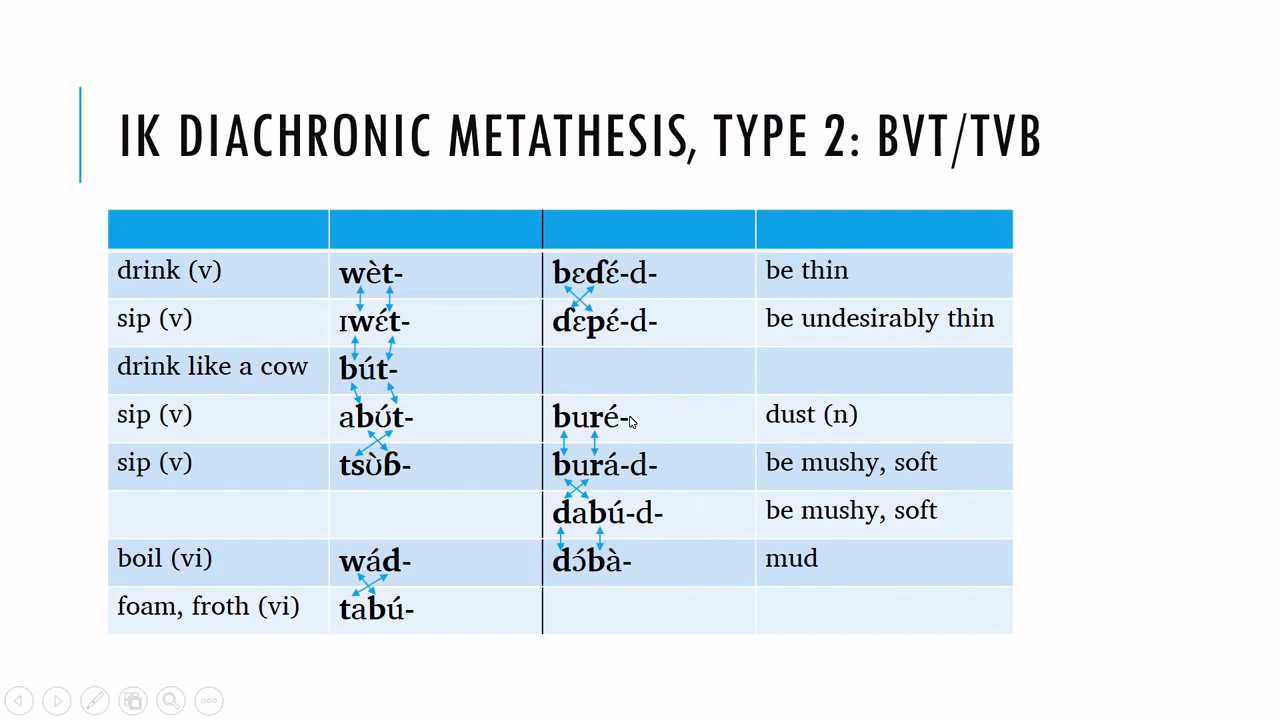 IK DIACHRONIC METATHESIS, TYPE 2: BVT/TVB
drink (v) wèt- bɛɗɛ́-d- be thin
sip (v) ɪwɛ́t- ɗɛpɛ́-d- be undesirably thin
drink like a cow bút-
sip (v) abʊ́t- buré- dust (n)
sip (v) tsʊ̀ɓ- burá-d- be mushy, soft
dabú-d- be mushy, soft
boil (vi) wád- dɔ́bà- mud
foam, froth (vi) tabú-